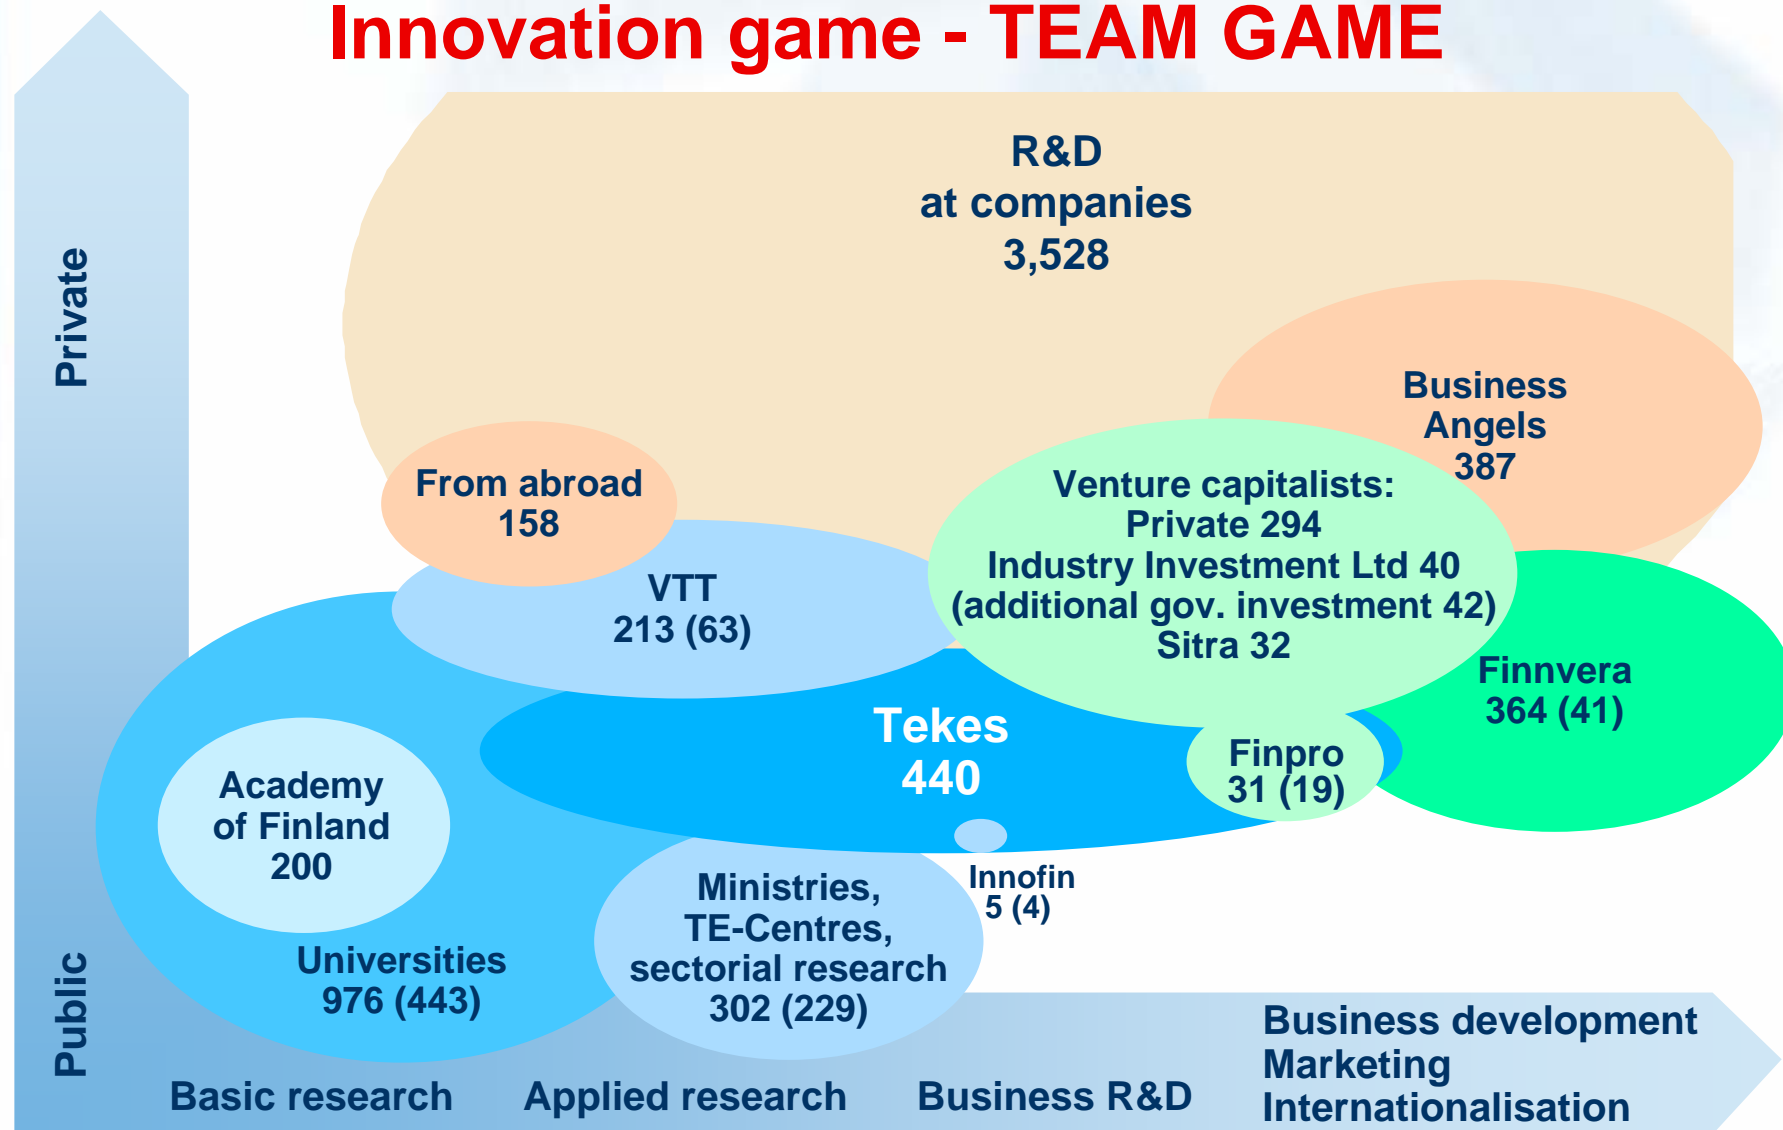 Innovation game - TEAM GAME
R&D
at companies
3,528
Private
Business
Angels
387
From abroad
158
Venture capitalists:
Private 294
Industry Investment Ltd 40
(additional gov. investment 42)
Sitra 32
VTT
213 (63)
Finnvera
364 (41)
Tekes
440
Finpro
31 (19)
Academy
of Finland
200
Innofin
5 (4)
Ministries,
TE-Centres,
sectorial research
302 (229)
Universities
976 (443)
Public
Basic research
Applied research
Business R&D
Business development
Marketing
Internationalisation